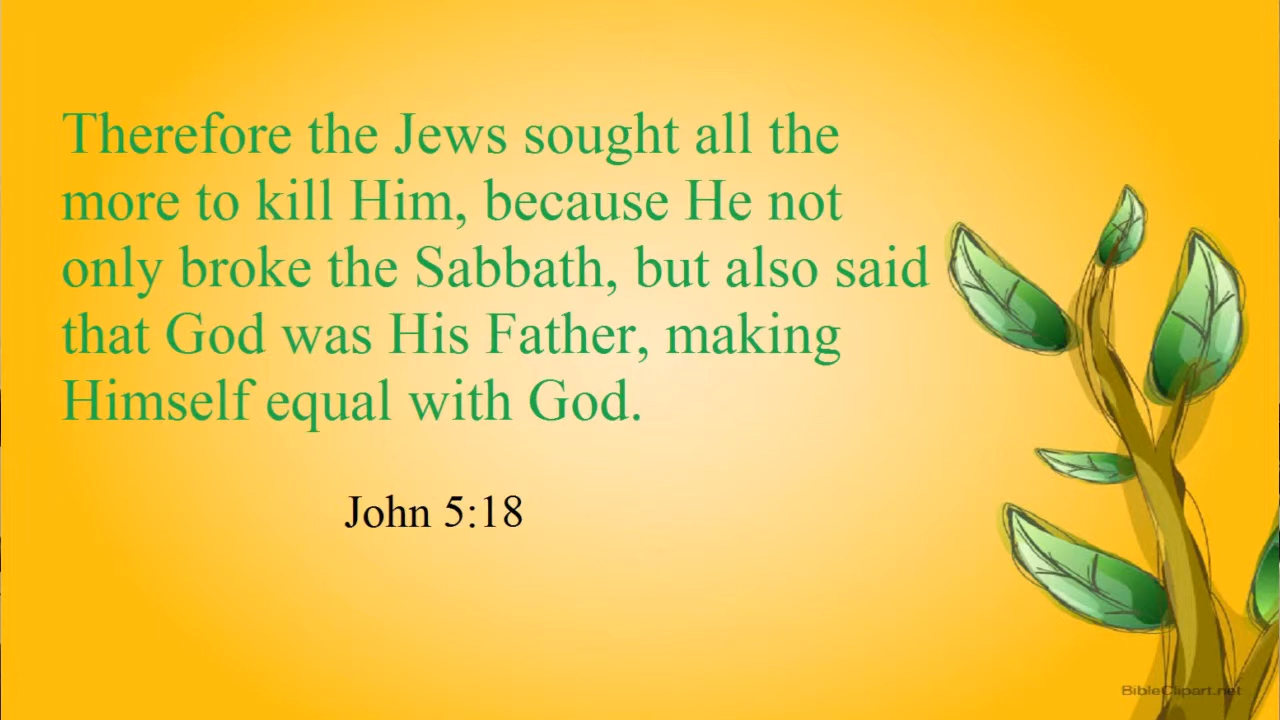 Therefore the Jews sought all the
more to kill Him, because He not
only broke the Sabbath, but also said
that God was His Father, making
Himself equal with God.
John 5:18
BibleClipart.net